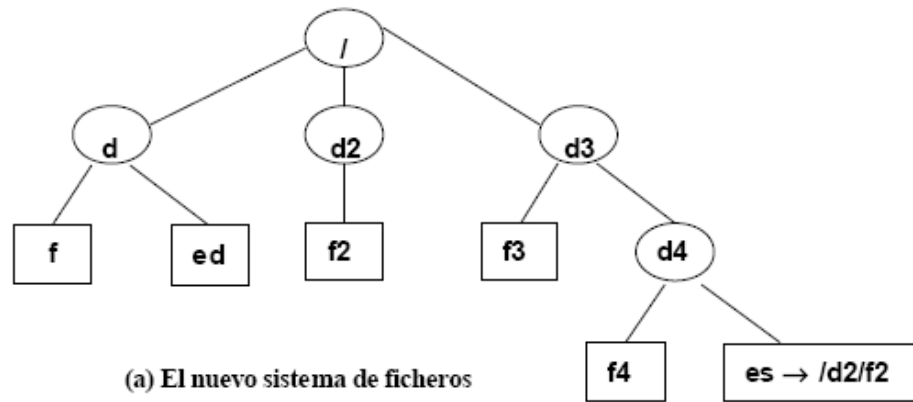 /
d d2 d3
f ed f2 f3 d4
f4 es → /d2/f2
(a) El nuevo sistema de ficheros